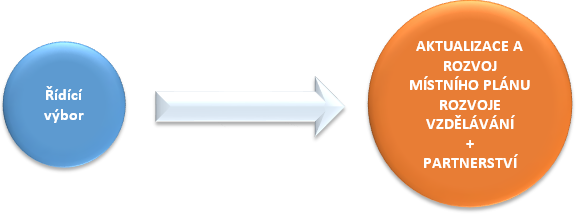 Řídící
výbor
AKTUALIZACE A
ROZVOJ
MÍSTNÍHO PLÁNU
ROZVOJE
VZDĚLÁVÁNÍ
+
PARTNERSTVÍ